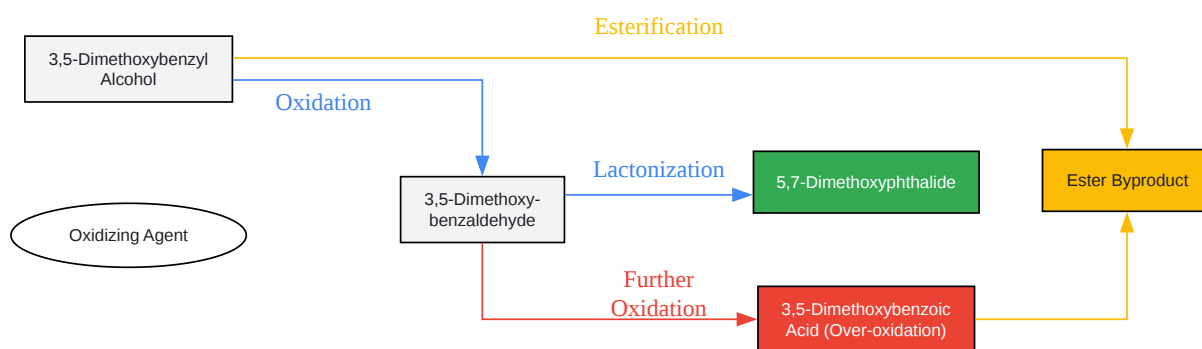 Esterification
3,5-Dimethoxybenzyl
Alcohol
Oxidation
Lactonization
5,7-Dimethoxyphthalide
Ester Byproduct
3,5-Dimethoxy-
benzaldehyde
Oxidizing Agent
Further
Oxidation
3,5-Dimethoxybenzoic
Acid (Over-oxidation)